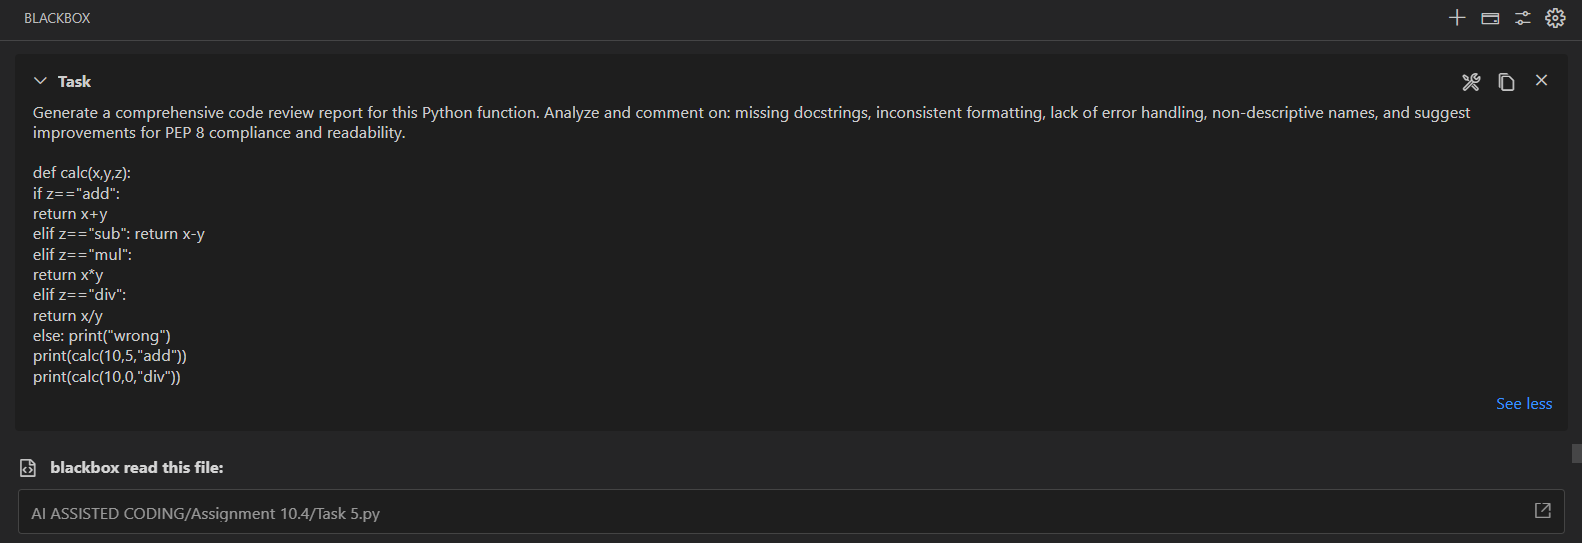 BLACKBOX
Task
Generate a comprehensive code review report for this Python function. Analyze and comment on: missing docstrings, inconsistent formatting, lack of error handling, non-descriptive names, and suggest
improvements for PEP 8 compliance and readability.
def calc(x,y,z):
if z=="add":
return x+y
elif z=="sub": return x-y
elif z=="mul":
return x*y
elif z=="div":
return x/y
else: print("wrong")
print(calc(10,5,"add"))
print(calc(10,0,"div"))
See less
blackbox read this file:
AI ASSISTED CODING/Assignment 10.4/Task 5.py